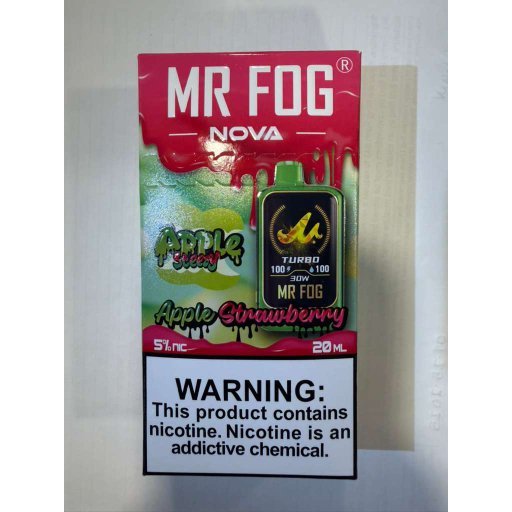 MR FOG®
NOVA
Apple
TURBO
100 100
30W
MR FOG
Apple Strawberry
5% NIC
20 ML
WARNING:
This product contains
nicotine. Nicotine is an
addictive chemical.